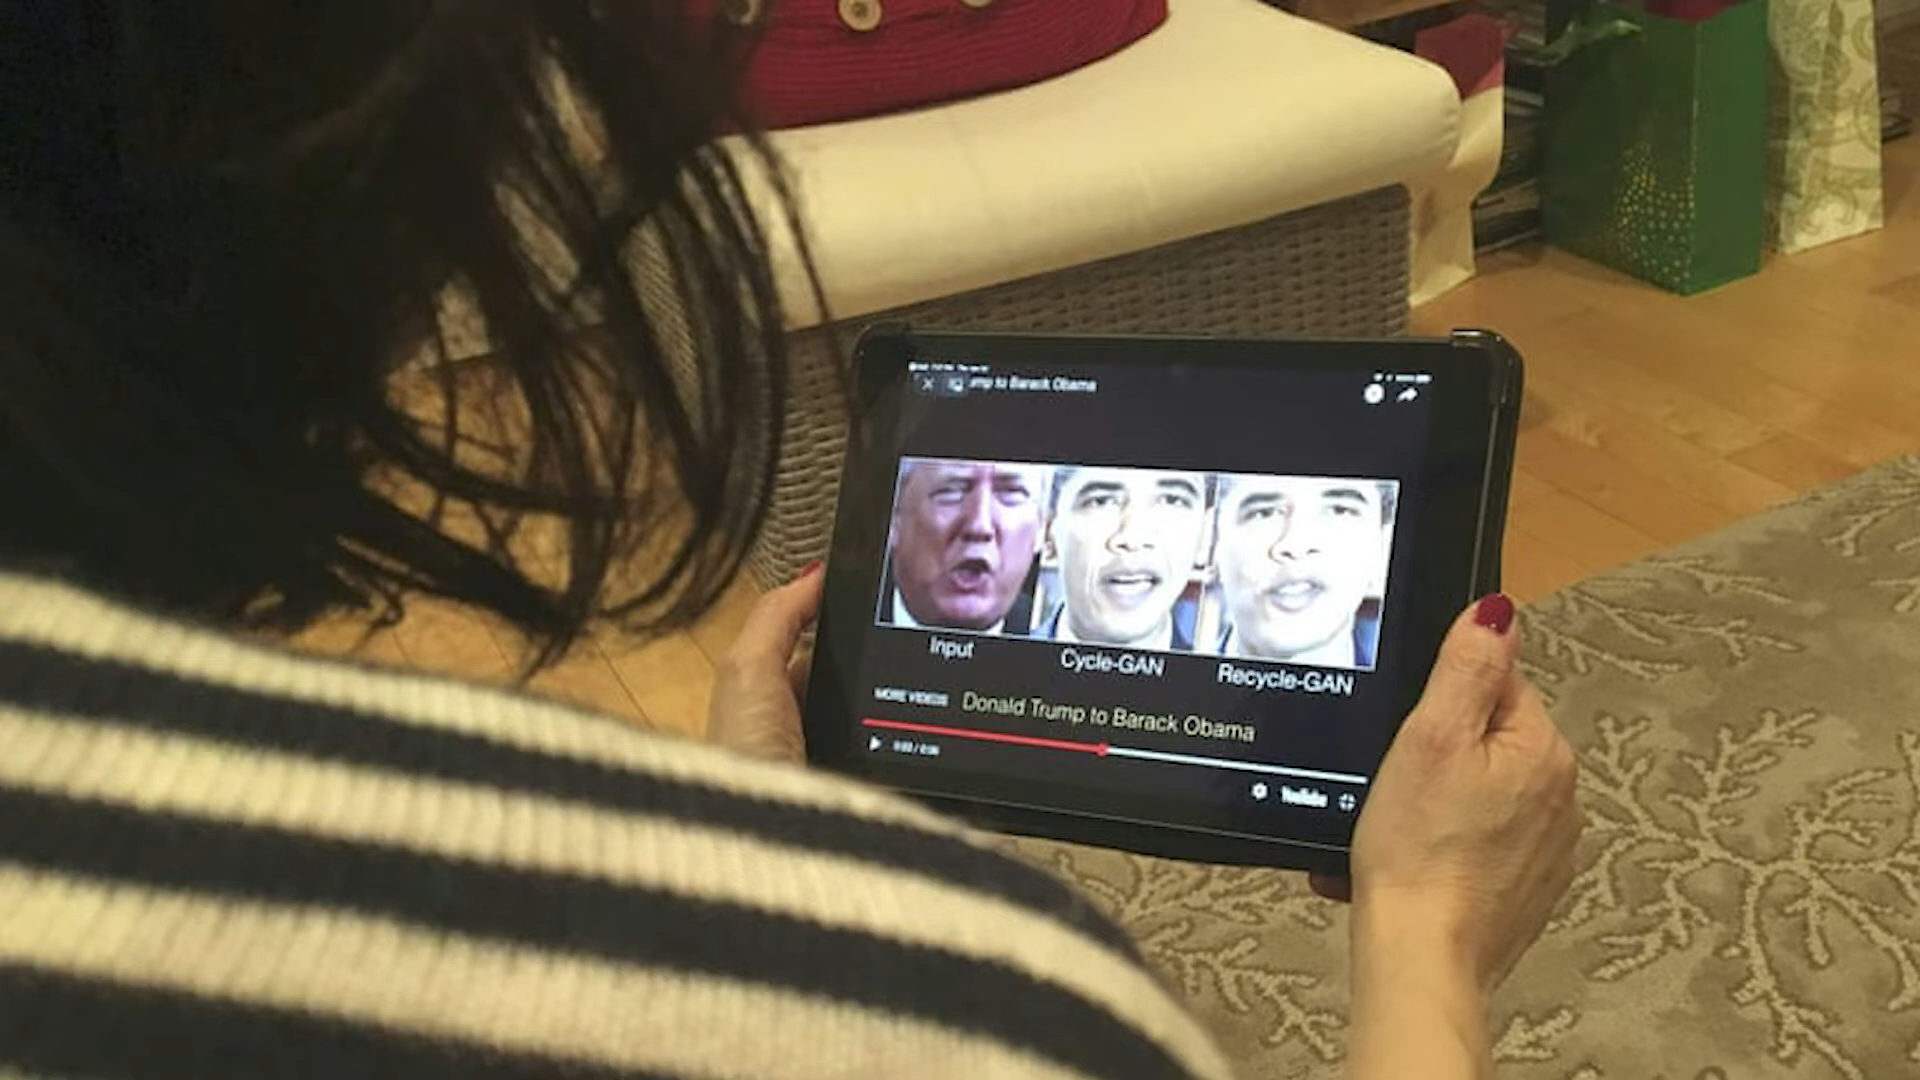 mp to Barack Obama
Input
Cycle-GAN
Recycle-GAN
MORE VIDEOS
Donald Trump to Barack Obama
YouTube